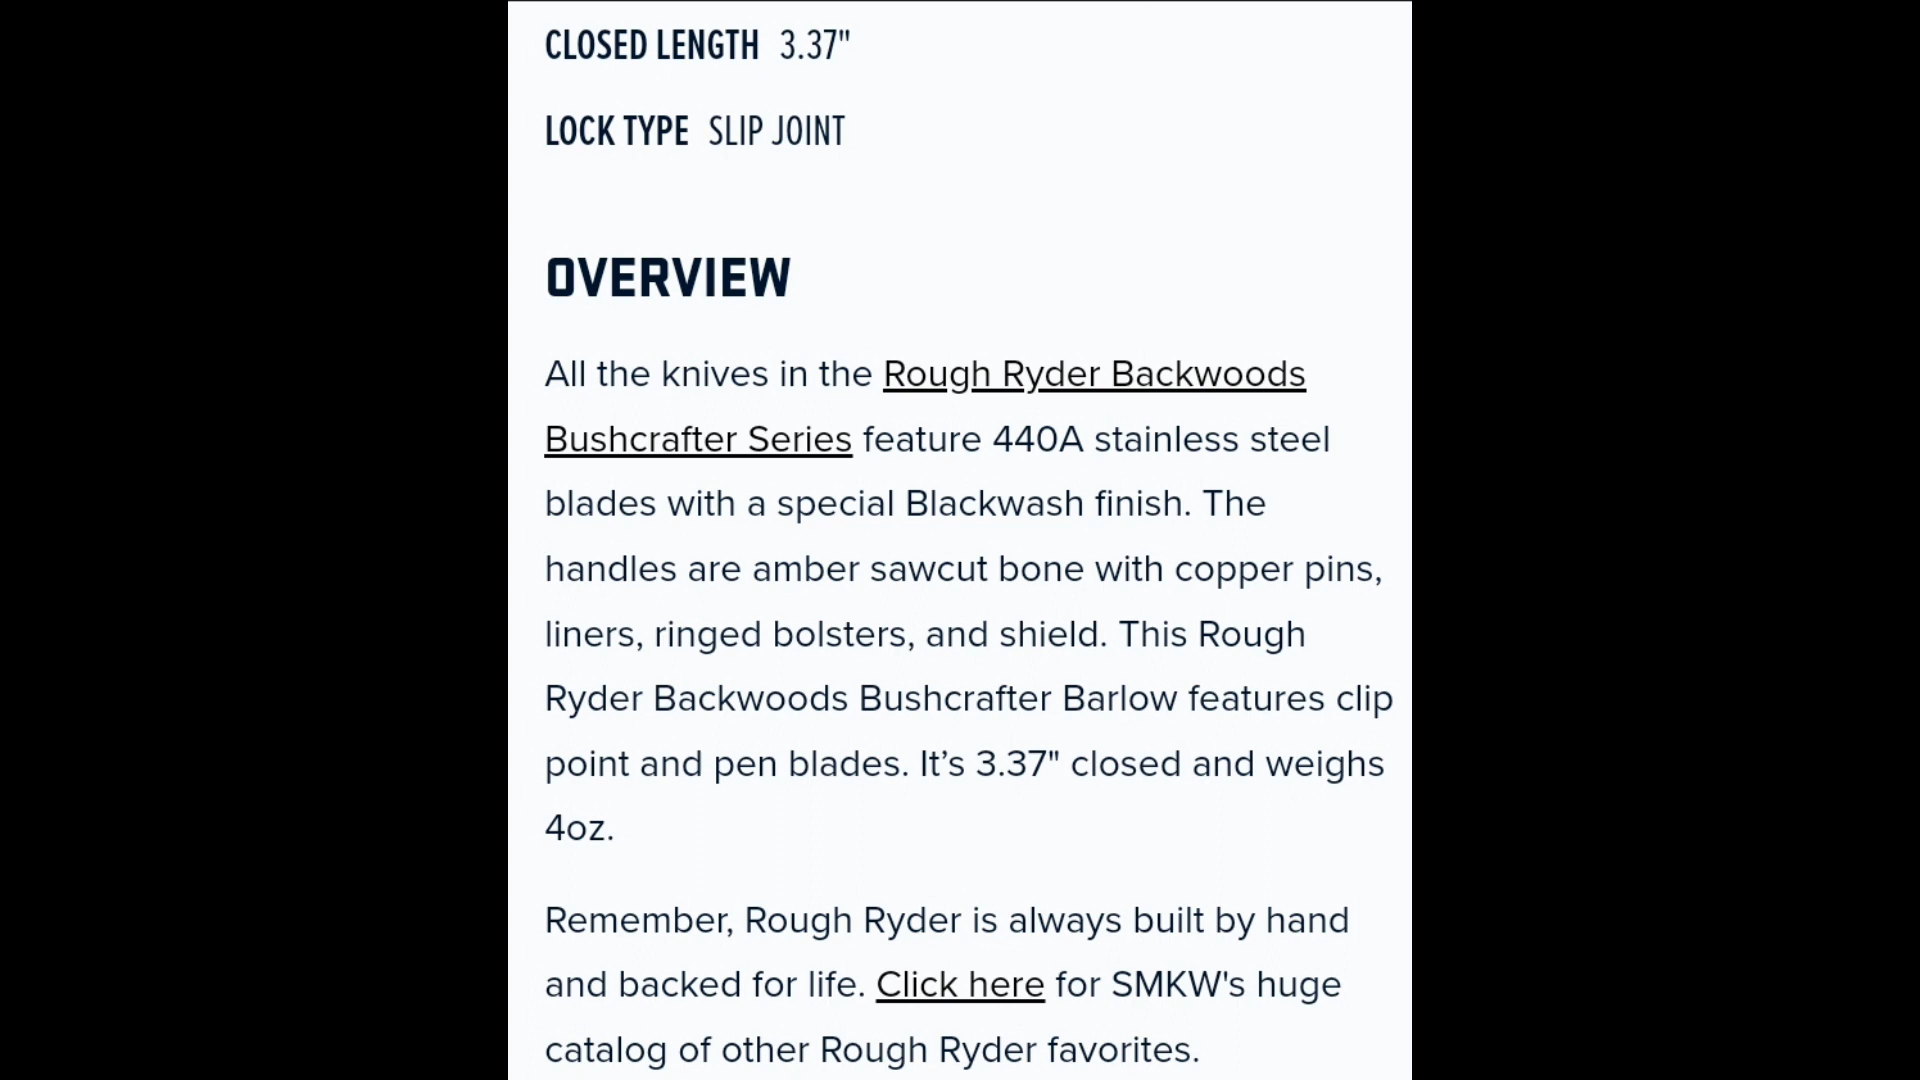 CLOSED LENGTH 3.37"
LOCK TYPE SLIP JOINT
OVERVIEW
All the knives in the Rough Ryder Backwoods
Bushcrafter Series feature 440A stainless steel
blades with a special Blackwash finish. The
handles are amber sawcut bone with copper pins,
liners, ringed bolsters, and shield. This Rough
Ryder Backwoods Bushcrafter Barlow features clip
point and pen blades. It’s 3.37" closed and weighs
4oz.
Remember, Rough Ryder is always built by hand
and backed for life. Click here for SMKW's huge
catalog of other Rough Ryder favorites.